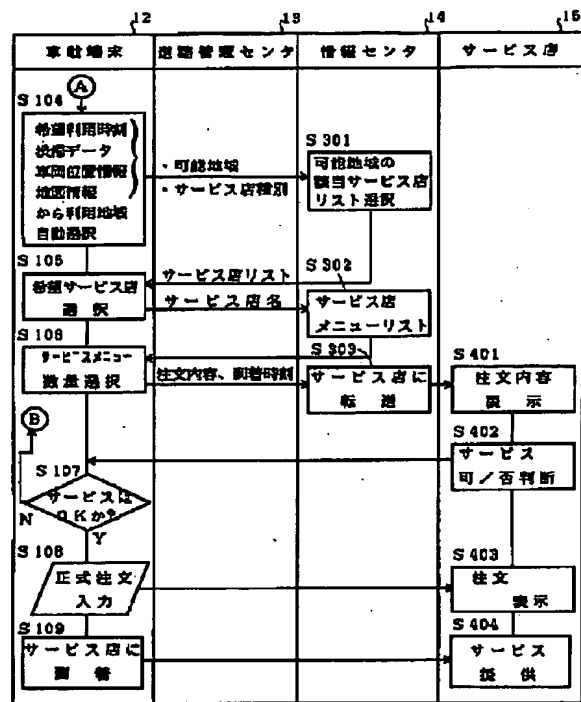 12 13 14 15
車載端末 道路管理センタ 情報センタ サービス店
A
S104
希望利用時刻
渋滞データ
車両位置情報
地図情報
から利用地域
自動選択
・可能地域
・サービス店種別
S301
可能地域の
該当サービス店
リスト選択
S105
希望サービス店
選択
サービス店リスト
サービス店名
S302
サービス店
メニューリスト
S106
サービスメニュー
数量選択
注文内容、到着時刻
S303
サービス店に
転送
S401
注文内容
表示
S402
サービス
可/否判断
B
S107
サービスは
OKか?
N
Y
S108
正式注文
入力
S403
注文
表示
S109
サービス店に
到着
S404
サービス
提供